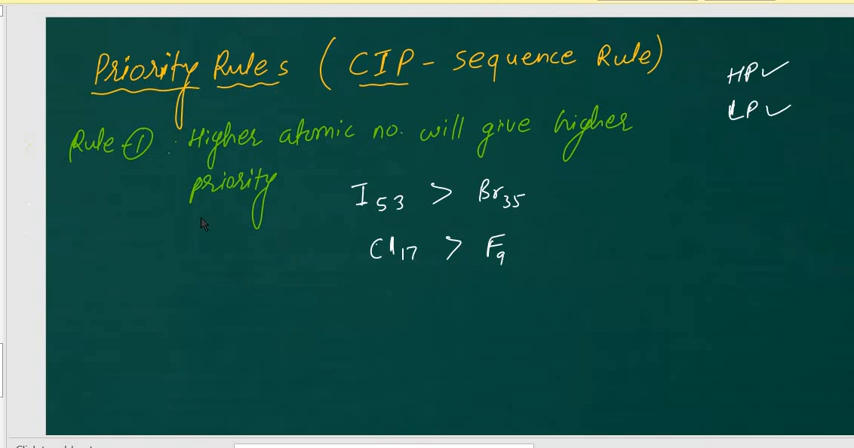 Priority Rules ( CIP - sequence Rule)
HP✓
LP✓
Rule-① : Higher atomic no. will give higher
priority
I53 > Br35
Cl17 > F9